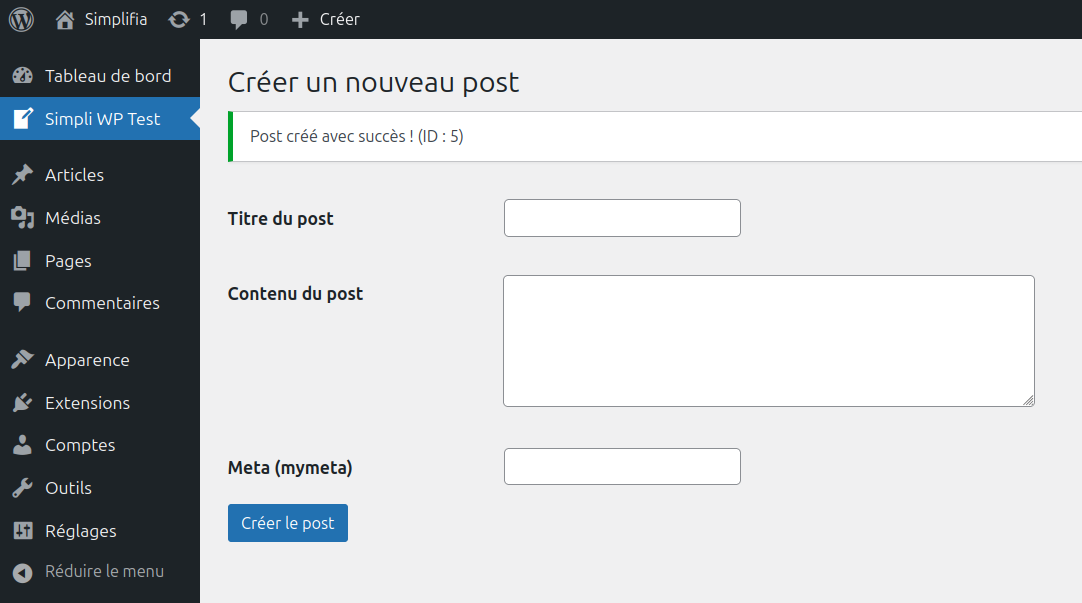 Simplifia 1 0 Créer
Tableau de bord
Simpli WP Test
Articles
Médias
Pages
Commentaires
Apparence
Extensions
Comptes
Outils
Réglages
Réduire le menu
Créer un nouveau post
Post créé avec succès ! (ID : 5)
Titre du post
Contenu du post
Meta (mymeta)
Créer le post